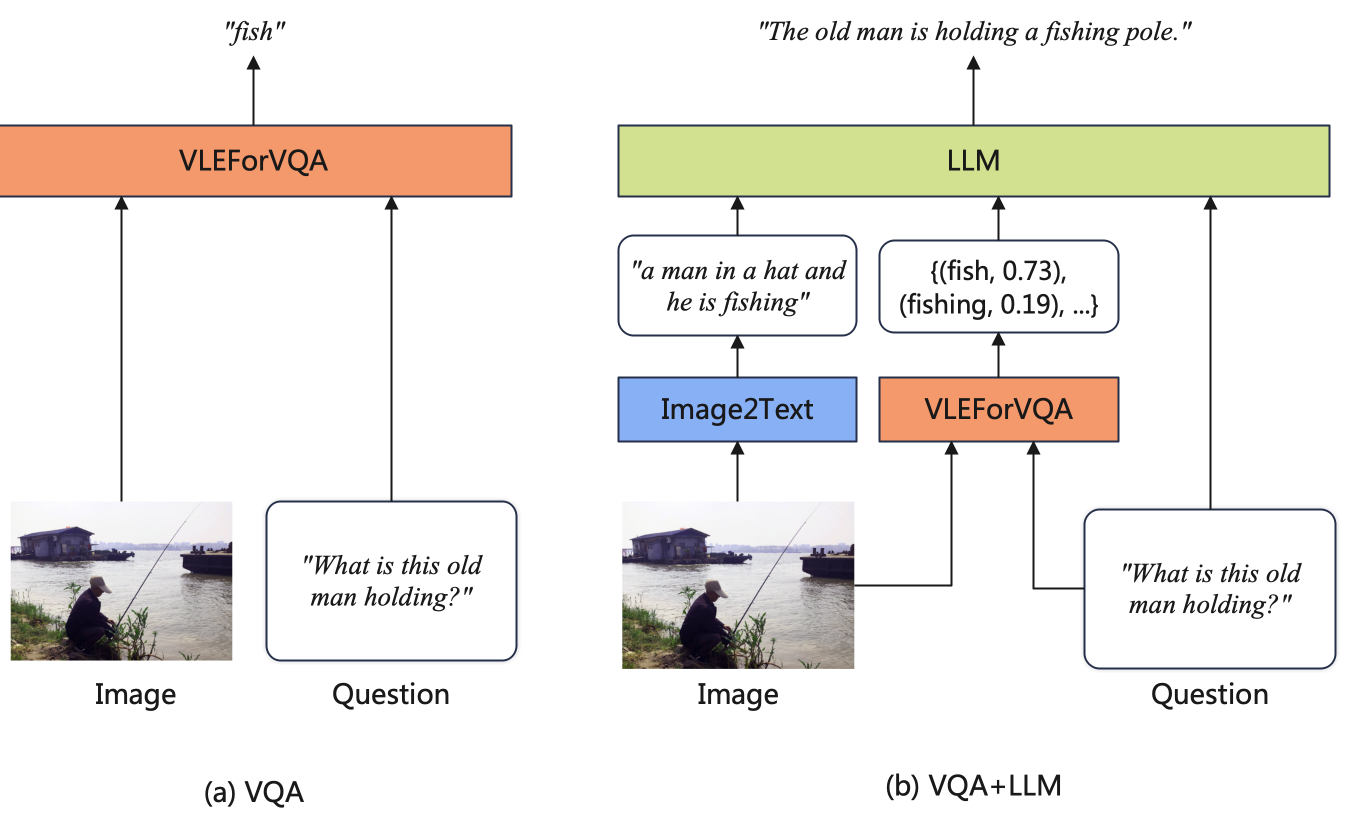 "fish"
VLEForVQA
"What is this old
man holding?"
Image
Question
(a) VQA
"The old man is holding a fishing pole."
LLM
"a man in a hat and
he is fishing"
{(fish, 0.73),
(fishing, 0.19), ...}
Image2Text
VLEForVQA
"What is this old
man holding?"
Image
Question
(b) VQA+LLM